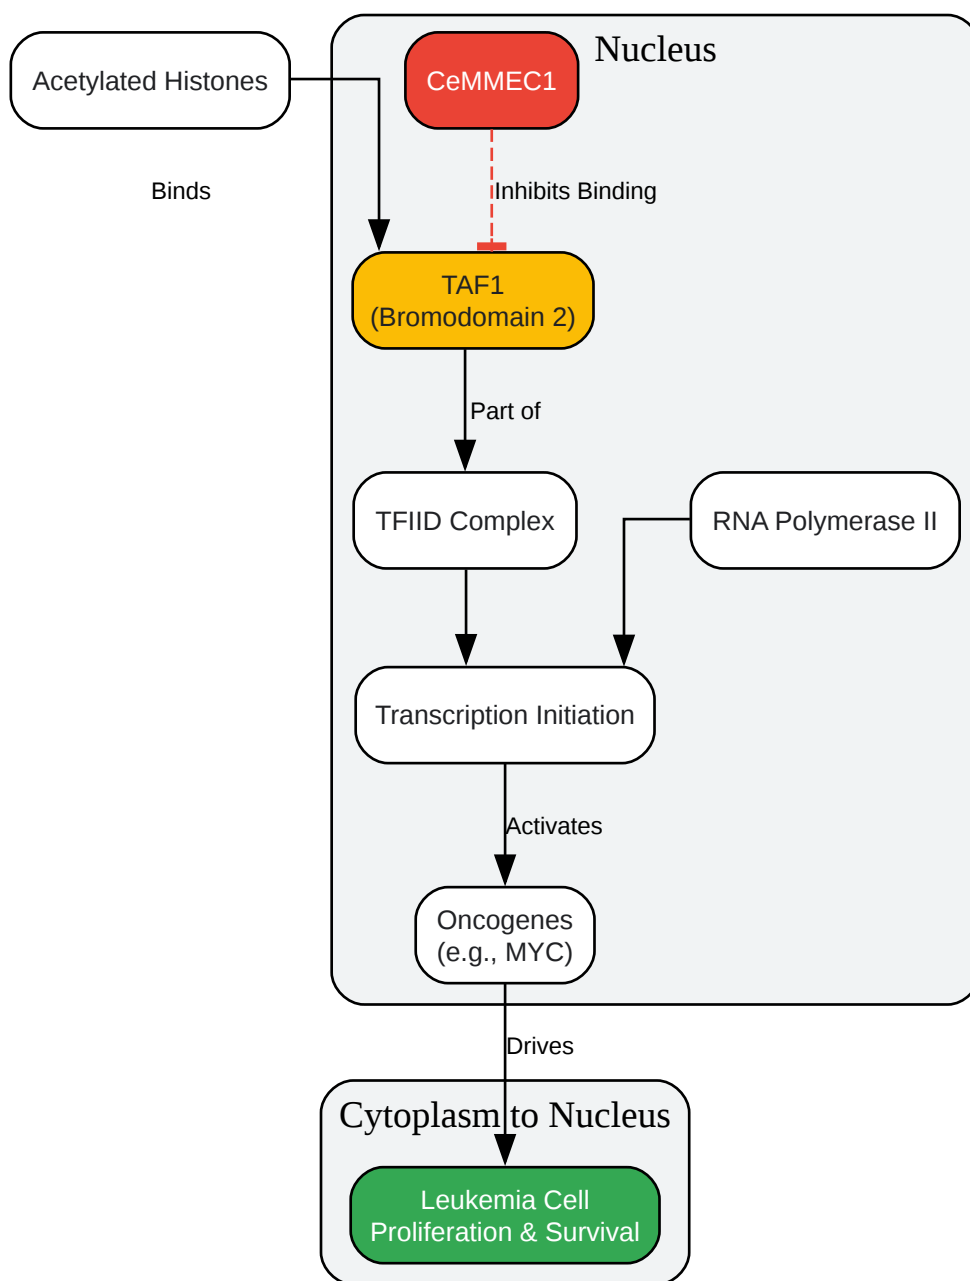 Nucleus
Acetylated Histones
CeMMEC1
Binds
Inhibits Binding
TAF1
(Bromodomain 2)
Part of
TFIID Complex
RNA Polymerase II
Transcription Initiation
Activates
Oncogenes
(e.g., MYC)
Drives
Cytoplasm to Nucleus
Leukemia Cell
Proliferation & Survival